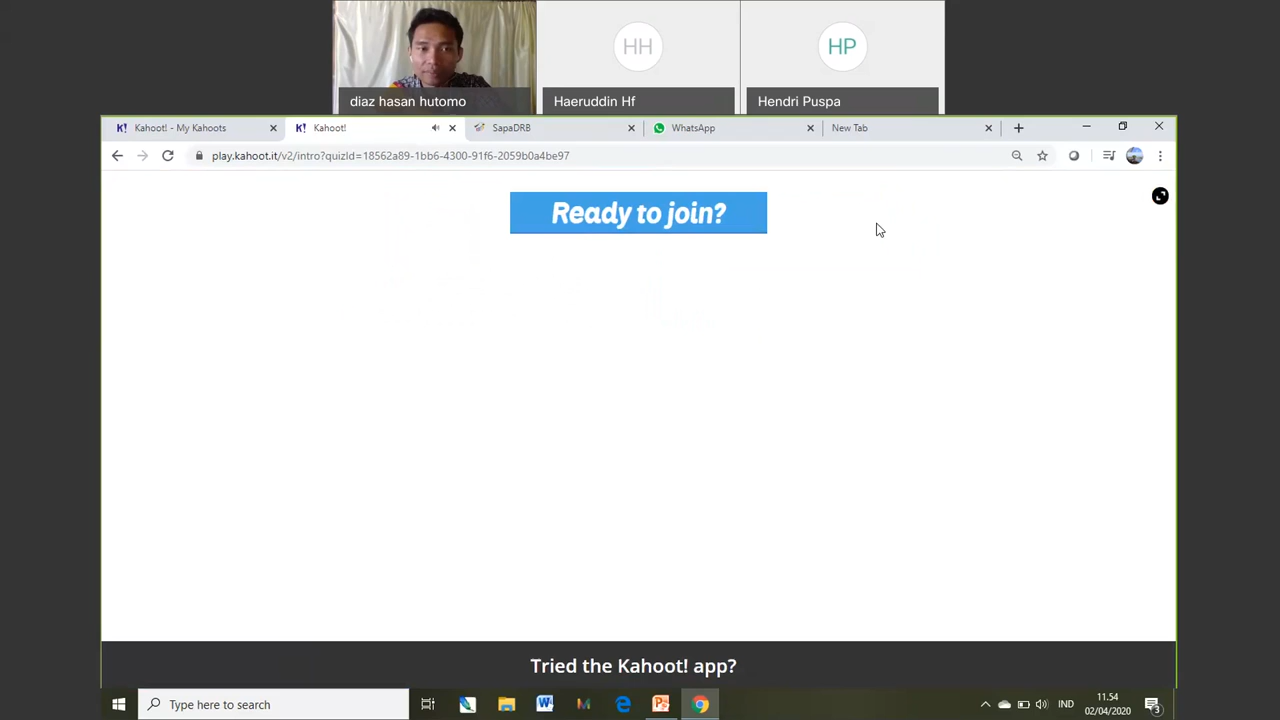 HH
HP
diaz hasan hutomo
Haeruddin Hf
Hendri Puspa
K! Kahoot! - My Kahoots
K! Kahoot!
SapaDRB
WhatsApp
New Tab
play.kahoot.it/v2/intro?quizId=18562a89-1bb6-4300-91f6-2059b0a4be97
Ready to join?
Tried the Kahoot! app?
Type here to search
IND
11.54
02/04/2020
3